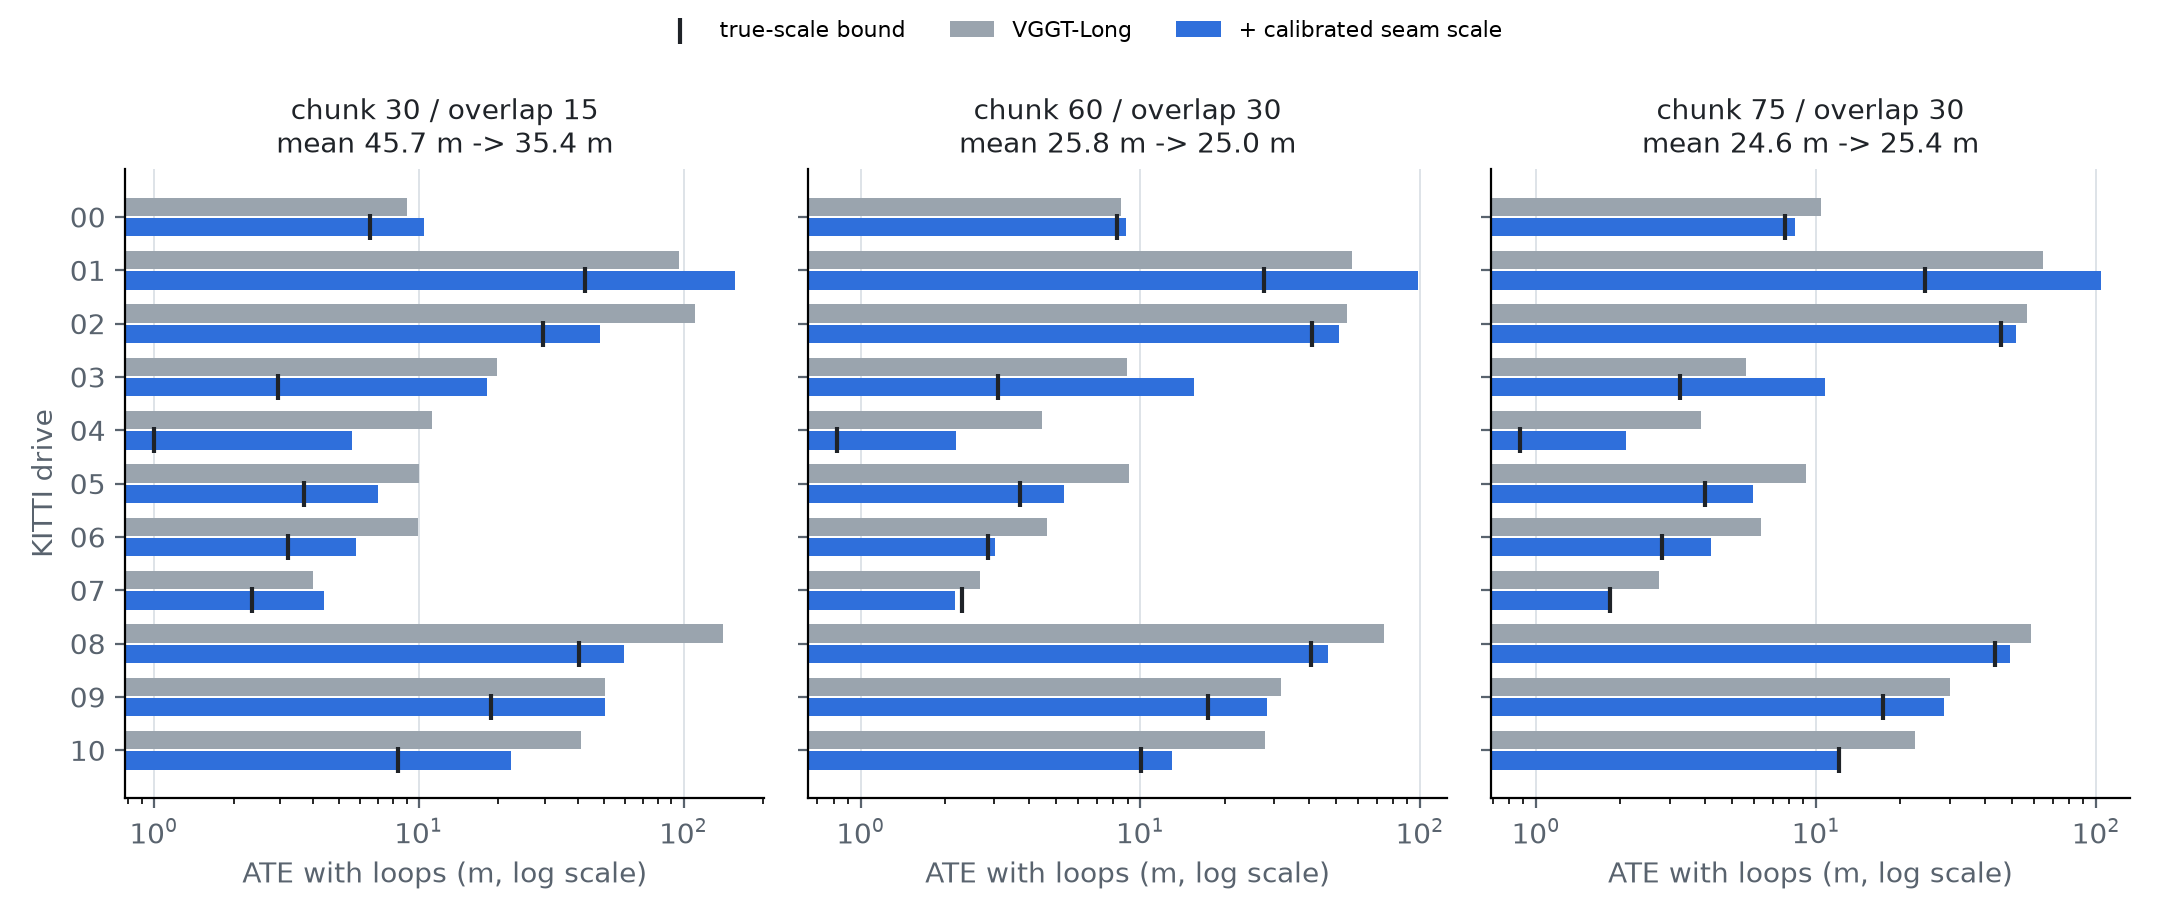 true-scale bound VGGT-Long + calibrated seam scale
chunk 30 / overlap 15
mean 45.7 m -> 35.4 m
chunk 60 / overlap 30
mean 25.8 m -> 25.0 m
chunk 75 / overlap 30
mean 24.6 m -> 25.4 m
KITTI drive
00
01
02
03
04
05
06
07
08
09
10
10⁰ 10¹ 10²
10⁰ 10¹ 10²
10⁰ 10¹ 10²
ATE with loops (m, log scale)
ATE with loops (m, log scale)
ATE with loops (m, log scale)